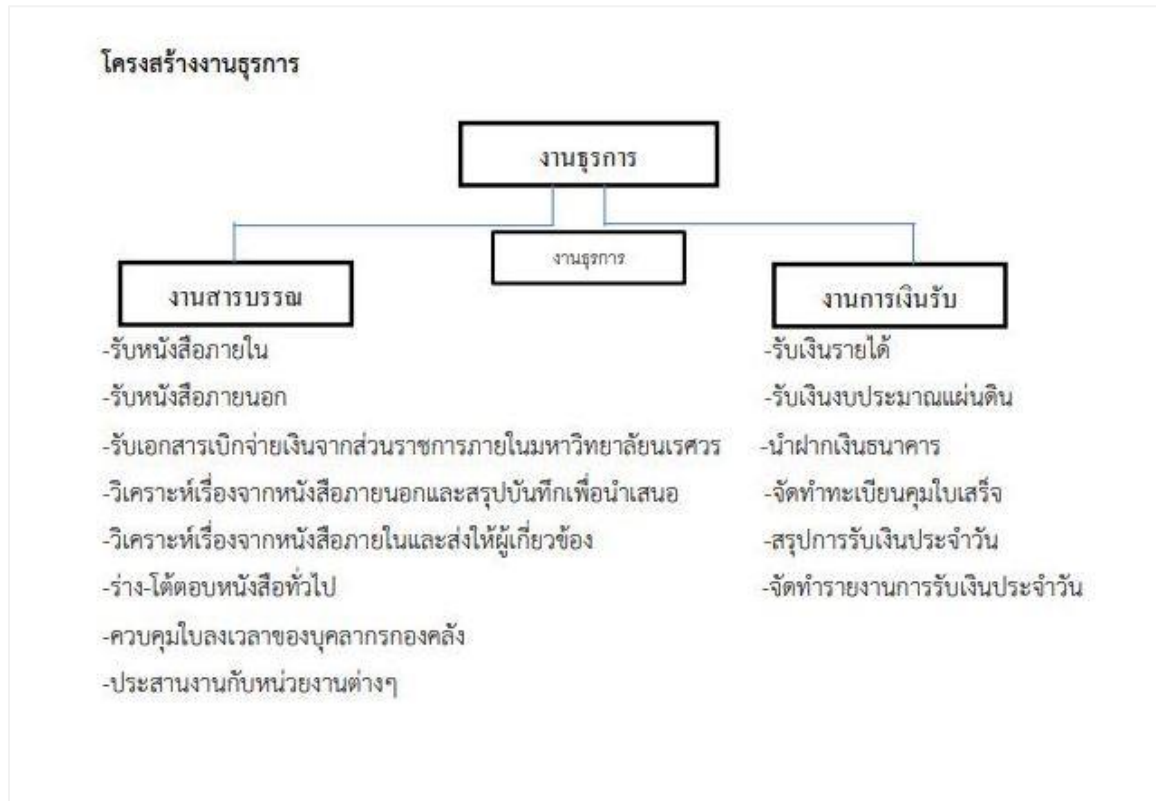 โครงสร้างงานธุรการ
งานธุรการ
งานธุรการ
งานสารบรรณ
-รับหนังสือภายใน
-รับหนังสือภายนอก
-รับเอกสารเบิกจ่ายเงินจากส่วนราชการภายในมหาวิทยาลัยนเรศวร
-วิเคราะห์เรื่องจากหนังสือภายนอกและสรุปบันทึกเพื่อนำเสนอ
-วิเคราะห์เรื่องจากหนังสือภายในและส่งให้ผู้เกี่ยวข้อง
-ร่าง-โต้ตอบหนังสือทั่วไป
-ควบคุมใบลงเวลาของบุคลากรกองคลัง
-ประสานงานกับหน่วยงานต่างๆ
งานการเงินรับ
-รับเงินรายได้
-รับเงินงบประมาณแผ่นดิน
-นำฝากเงินธนาคาร
-จัดทำทะเบียนคุมใบเสร็จ
-สรุปการรับเงินประจำวัน
-จัดทำรายงานการรับเงินประจำวัน